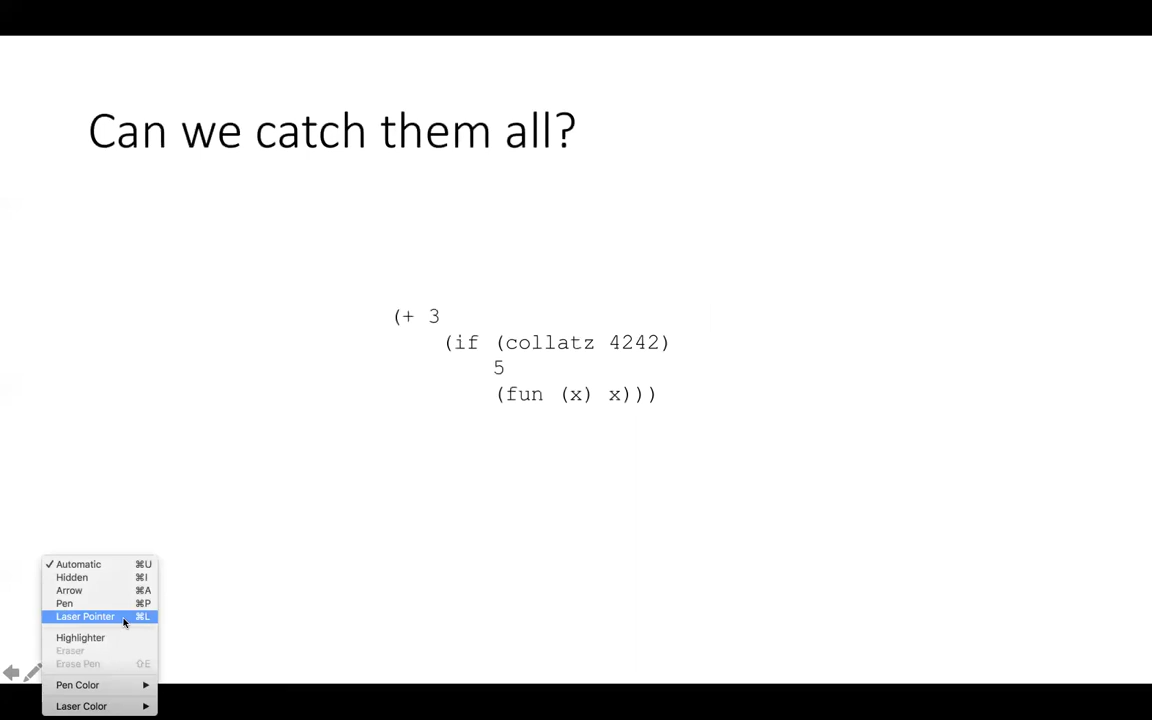 Can we catch them all?
(+ 3
(if (collatz 4242)
5
(fun (x) x)))
✓ Automatic ⌘U
Hidden ⌘I
Arrow ⌘A
Pen ⌘P
Laser Pointer ⌘L
Highlighter
Eraser
Erase Pen ⇧E
Pen Color ▶
Laser Color ▶